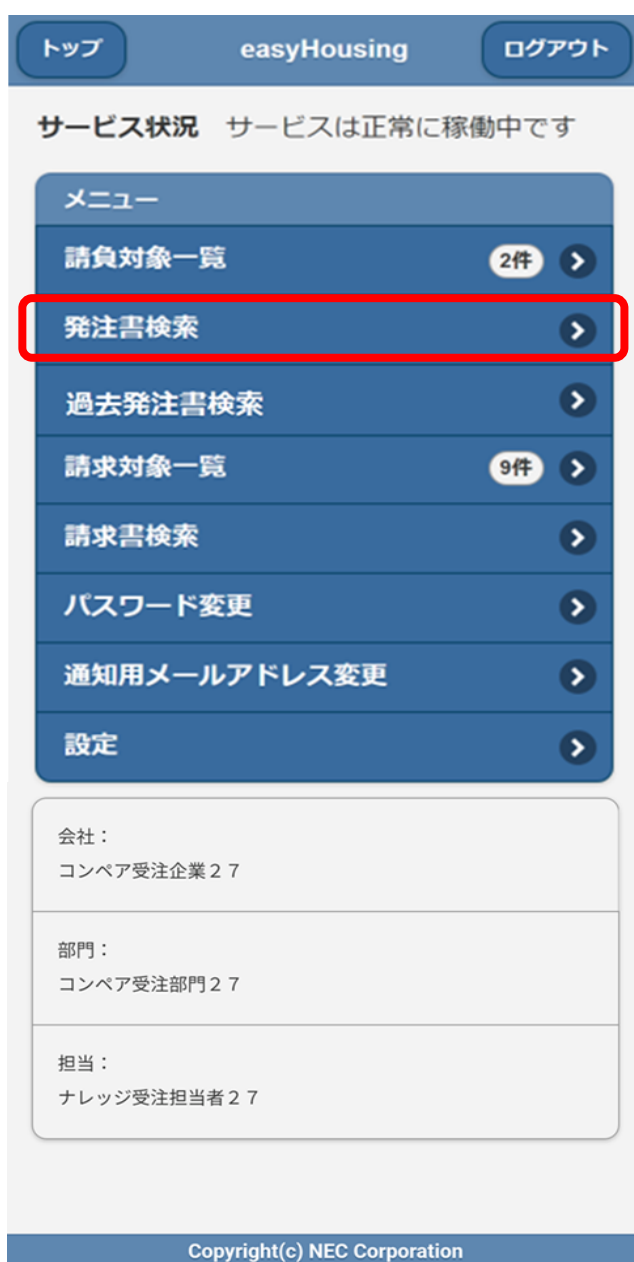 トップ easyHousing ログアウト
サービス状況 サービスは正常に稼働中です
メニュー
請負対象一覧 2件
発注書検索
過去発注書検索
請求対象一覧 9件
請求書検索
パスワード変更
通知用メールアドレス変更
設定
会社：
コンペア受注企業２７
部門：
コンペア受注部門２７
担当：
ナレッジ受注担当者２７
Copyright(c) NEC Corporation